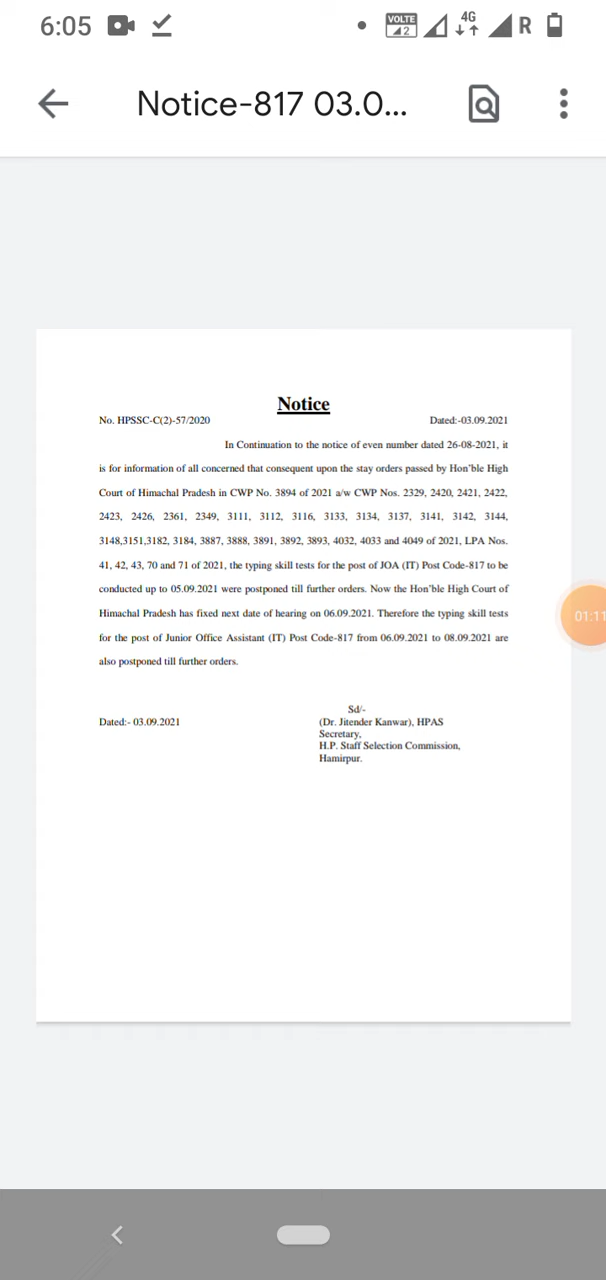 6:05
VOLTE
2
4G
R
Notice-817 03.0...
Notice
No. HPSSC-C(2)-57/2020 Dated:-03.09.2021
In Continuation to the notice of even number dated 26-08-2021, it
is for information of all concerned that consequent upon the stay orders passed by Hon'ble High
Court of Himachal Pradesh in CWP No. 3894 of 2021 a/w CWP Nos. 2329, 2420, 2421, 2422,
2423, 2426, 2361, 2349, 3111, 3112, 3116, 3133, 3134, 3137, 3141, 3142, 3144,
3148,3151,3182, 3184, 3887, 3888, 3891, 3892, 3893, 4032, 4033 and 4049 of 2021, LPA Nos.
41, 42, 43, 70 and 71 of 2021, the typing skill tests for the post of JOA (IT) Post Code-817 to be
conducted up to 05.09.2021 were postponed till further orders. Now the Hon'ble High Court of
Himachal Pradesh has fixed next date of hearing on 06.09.2021. Therefore the typing skill tests
for the post of Junior Office Assistant (IT) Post Code-817 from 06.09.2021 to 08.09.2021 are
also postponed till further orders.
Sd/-
Dated:- 03.09.2021 (Dr. Jitender Kanwar), HPAS
Secretary,
H.P. Staff Selection Commission,
Hamirpur.
01:11